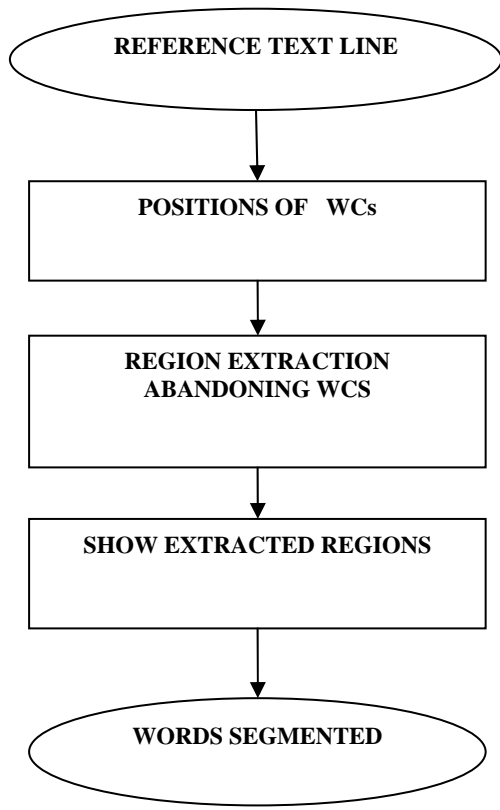 REFERENCE TEXT LINE
POSITIONS OF WCs
REGION EXTRACTION
ABANDONING WCS
SHOW EXTRACTED REGIONS
WORDS SEGMENTED